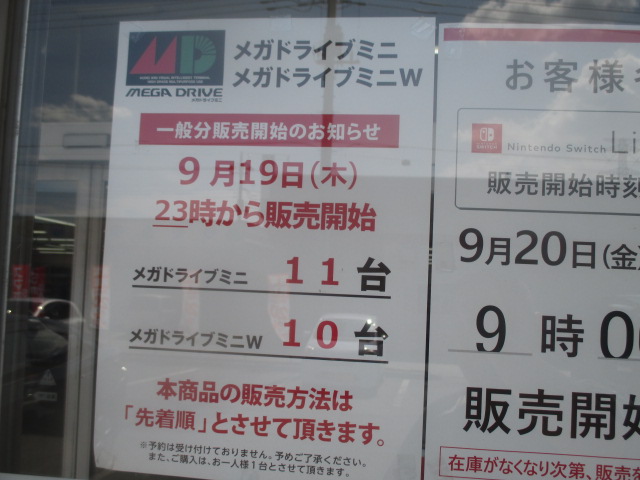 MEGA DRIVE
メガドライブミニ
メガドライブミニ
メガドライブミニW
一般分販売開始のお知らせ
9月19日(木)
23時から販売開始
メガドライブミニ 11台
メガドライブミニW 10台
本商品の販売方法は
「先着順」とさせて頂きます。
※予約は受け付けておりません。予めご了承ください。
また、ご購入は、お一人様1台とさせて頂きます。
お客様
Nintendo Switch Li
販売開始時刻
9月20日(金)
9時0
販売開始
在庫がなくなり次第、販売